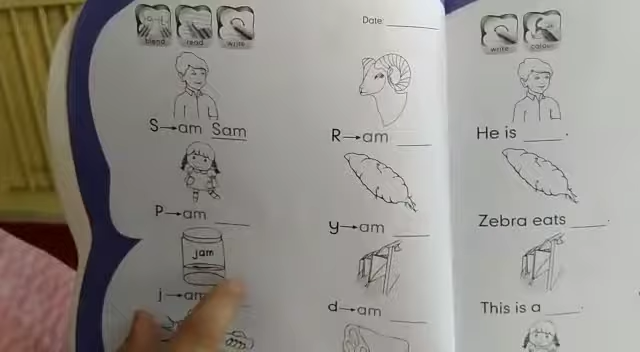 Date:
blend read write
write colour
S→am Sam
R→am
He is .
P→am
y→am
Zebra eats .
jam
j→am
d→am
This is a .